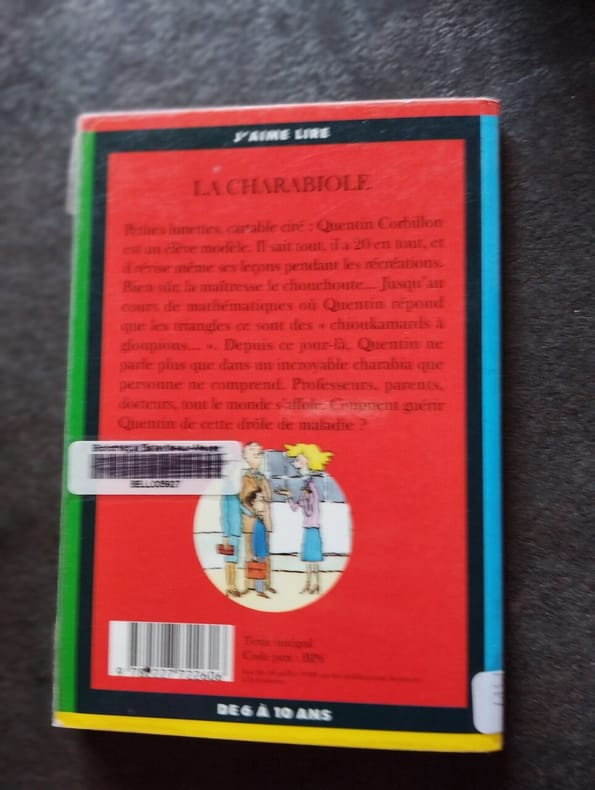 J'AIME LIRE
LA CHARABIOLE
Petites lunettes, cartable ciré : Quentin Corbillon
est un élève modèle. Il sait tout, il a 20 en tout, et
il révise même ses leçons pendant les récréations.
Bien sûr, la maîtresse le chouchoute... Jusqu'au
cours de mathématiques où Quentin répond
que les triangles ce sont des « chioukamards à
gloupions... ». Depuis ce jour-là, Quentin ne
parle plus que dans un incroyable charabia que
personne ne comprend. Professeurs, parents,
docteurs, tout le monde s'affole. Comment guérir
Quentin de cette drôle de maladie ?
Texte intégral
Code prix : BP6
DE 6 À 10 ANS